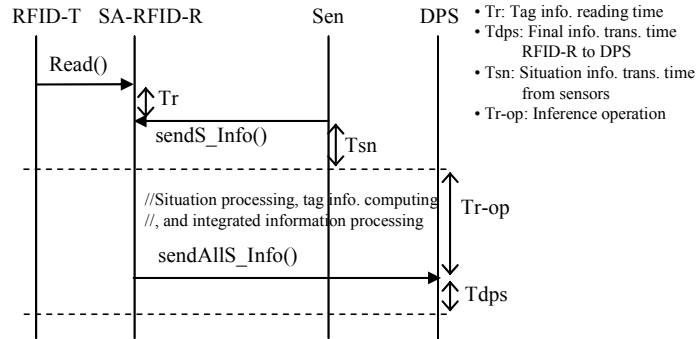 RFID-T SA-RFID-R Sen DPS
• Tr: Tag info. reading time
• Tdps: Final info. trans. time
RFID-R to DPS
• Tsn: Situation info. trans. time
from sensors
• Tr-op: Inference operation
Read()
Tr
sendS_Info()
Tsn
//Situation processing, tag info. computing
//, and integrated information processing
Tr-op
sendAllS_Info()
Tdps